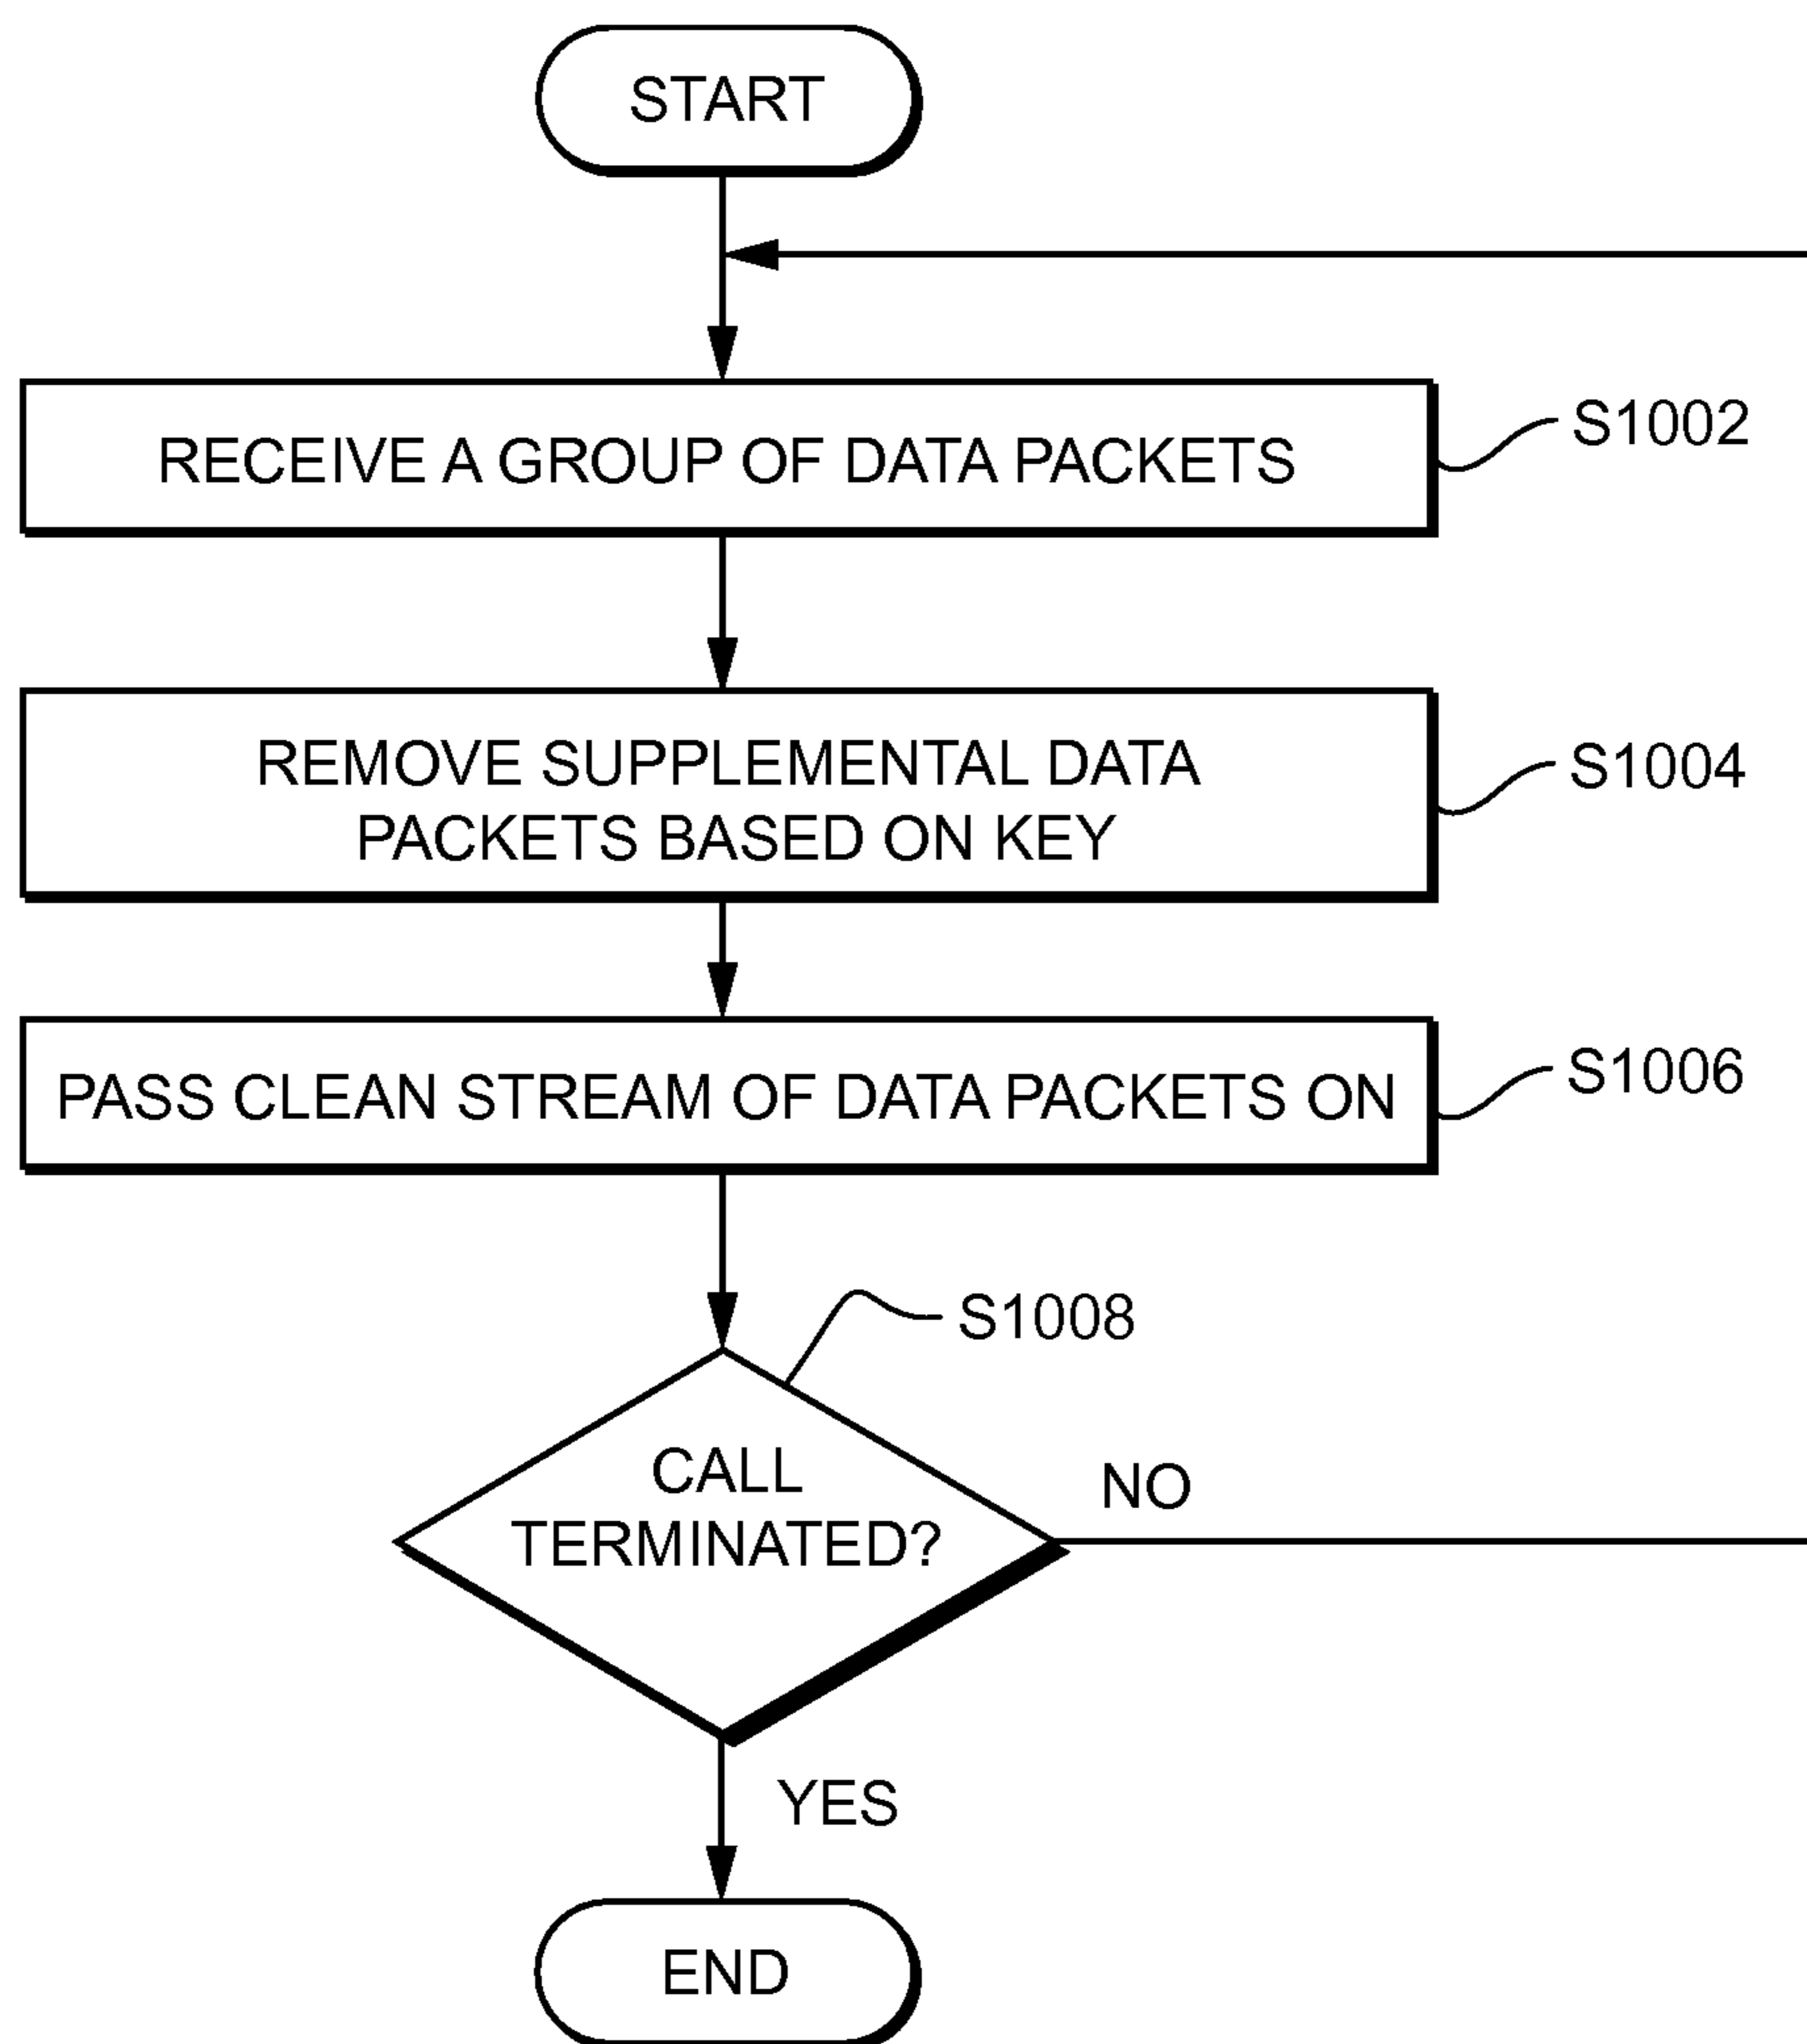 START
RECEIVE A GROUP OF DATA PACKETS
S1002
REMOVE SUPPLEMENTAL DATA
PACKETS BASED ON KEY
S1004
PASS CLEAN STREAM OF DATA PACKETS ON
S1006
S1008
CALL
TERMINATED?
NO
YES
END